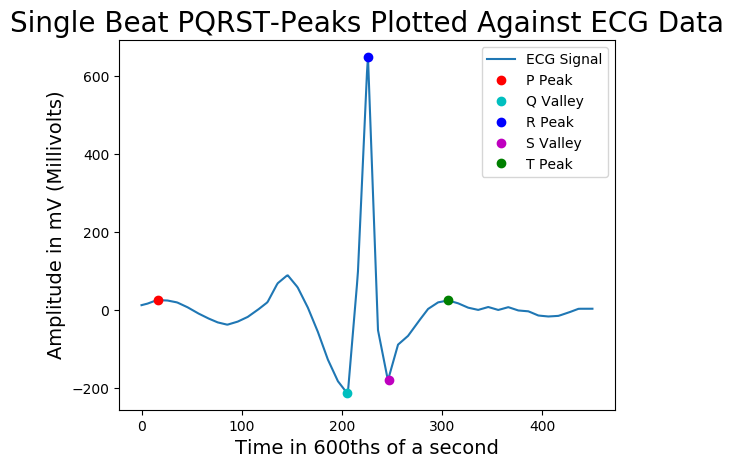 Single Beat PQRST-Peaks Plotted Against ECG Data
Amplitude in mV (Millivolts)
600
400
200
0
−200
ECG Signal
P Peak
Q Valley
R Peak
S Valley
T Peak
0 100 200 300 400
Time in 600ths of a second